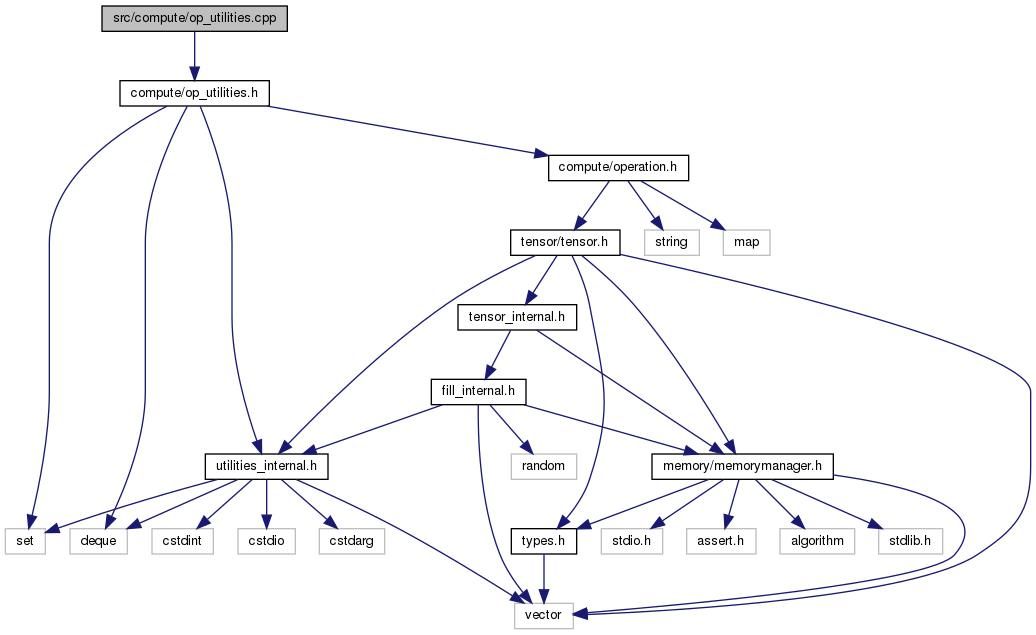 src/compute/op_utilities.cpp
compute/op_utilities.h
compute/operation.h
tensor/tensor.h
string
map
tensor_internal.h
fill_internal.h
utilities_internal.h
random
memory/memorymanager.h
set
deque
cstdint
cstdio
cstdarg
types.h
stdio.h
assert.h
algorithm
stdlib.h
vector